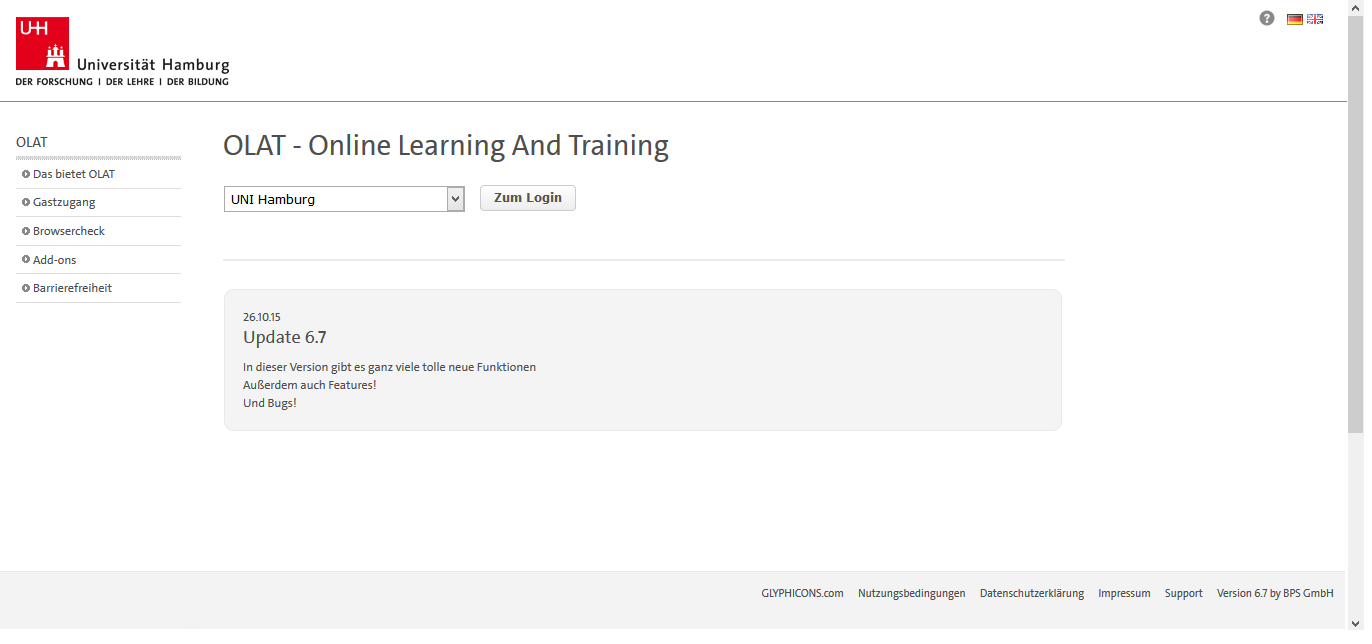 UHH
Universität Hamburg
DER FORSCHUNG | DER LEHRE | DER BILDUNG
OLAT
Das bietet OLAT
Gastzugang
Browsercheck
Add-ons
Barrierefreiheit
OLAT - Online Learning And Training
UNI Hamburg
Zum Login
26.10.15
Update 6.7
In dieser Version gibt es ganz viele tolle neue Funktionen
Außerdem auch Features!
Und Bugs!
GLYPHICONS.com Nutzungsbedingungen Datenschutzerklärung Impressum Support Version 6.7 by BPS GmbH